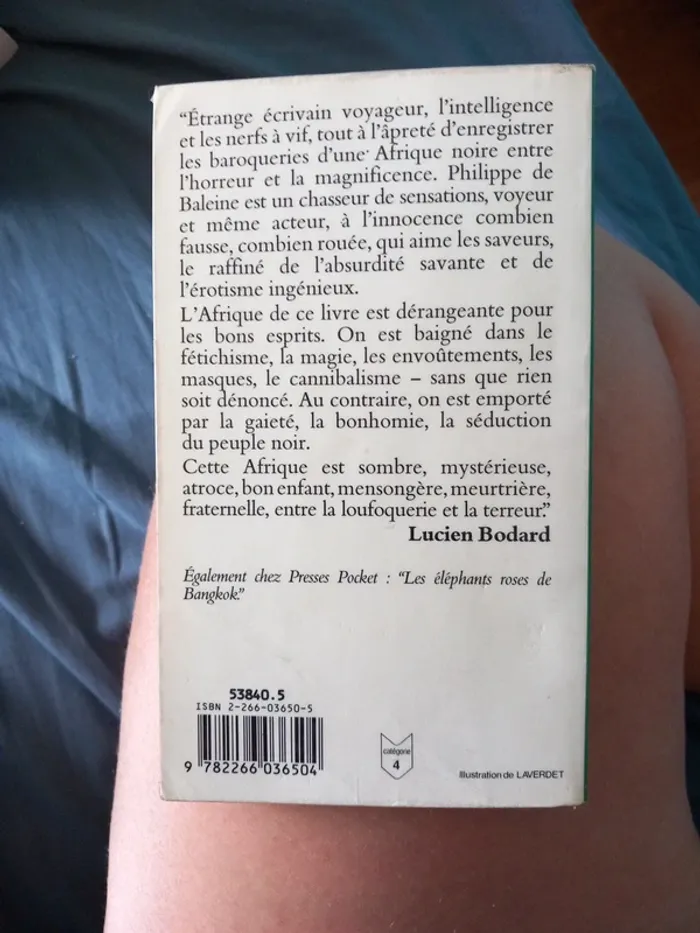 “Étrange écrivain voyageur, l’intelligence
et les nerfs à vif, tout à l’âpreté d’enregistrer
les baroqueries d’une Afrique noire entre
l’horreur et la magnificence. Philippe de
Baleine est un chasseur de sensations, voyeur
et même acteur, à l’innocence combien
fausse, combien rouée, qui aime les saveurs,
le raffiné de l’absurdité savante et de
l’érotisme ingénieux.
L’Afrique de ce livre est dérangeante pour
les bons esprits. On est baigné dans le
fétichisme, la magie, les envoûtements, les
masques, le cannibalisme – sans que rien
soit dénoncé. Au contraire, on est emporté
par la gaieté, la bonhomie, la séduction
du peuple noir.
Cette Afrique est sombre, mystérieuse,
atroce, bon enfant, mensongère, meurtrière,
fraternelle, entre la loufoquerie et la terreur.”
Lucien Bodard
Également chez Presses Pocket : “Les éléphants roses de
Bangkok.”
53840.5
ISBN 2-266-03650-5
9 782266 036504
catégorie
4
Illustration de LAVERDET